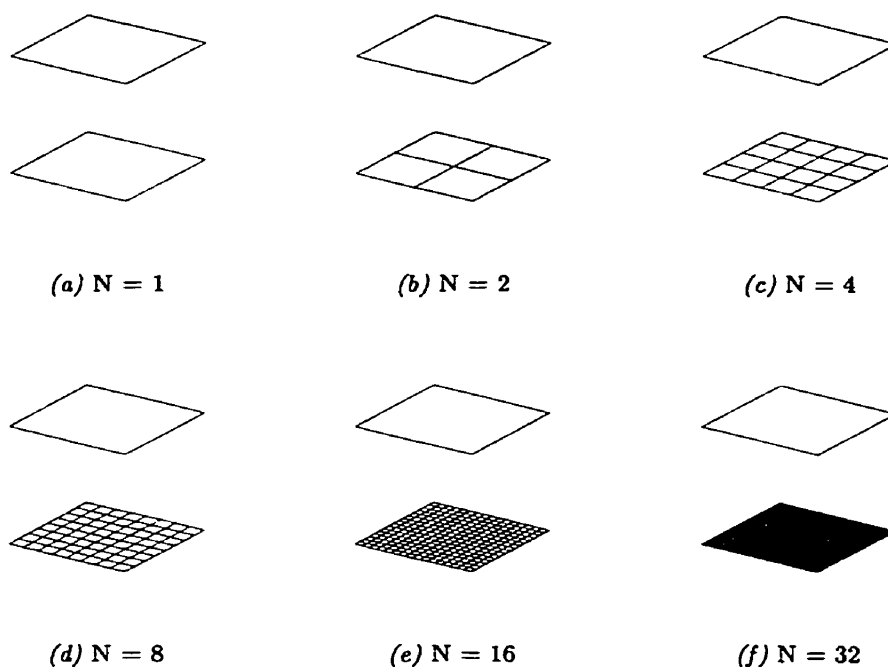 (a) N = 1
(b) N = 2
(c) N = 4
(d) N = 8
(e) N = 16
(f) N = 32